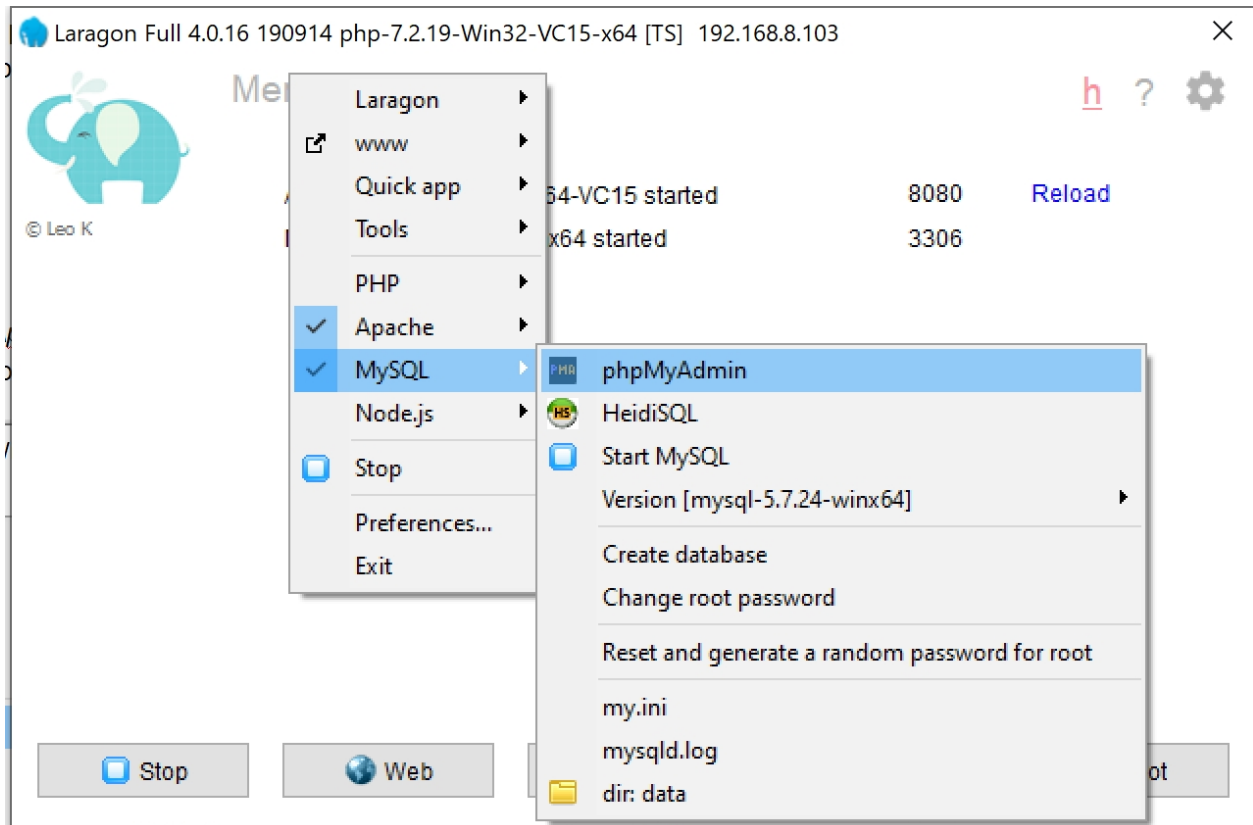 Laragon Full 4.0.16 190914 php-7.2.19-Win32-VC15-x64 [TS] 192.168.8.103
h ?
© Leo K
64-VC15 started 8080 Reload
x64 started 3306
Laragon
www
Quick app
Tools
PHP
Apache
MySQL
Node.js
Stop
Preferences...
Exit
PMA phpMyAdmin
HS HeidiSQL
Start MySQL
Version [mysql-5.7.24-winx64]
Create database
Change root password
Reset and generate a random password for root
my.ini
mysqld.log
dir: data
Stop
Web